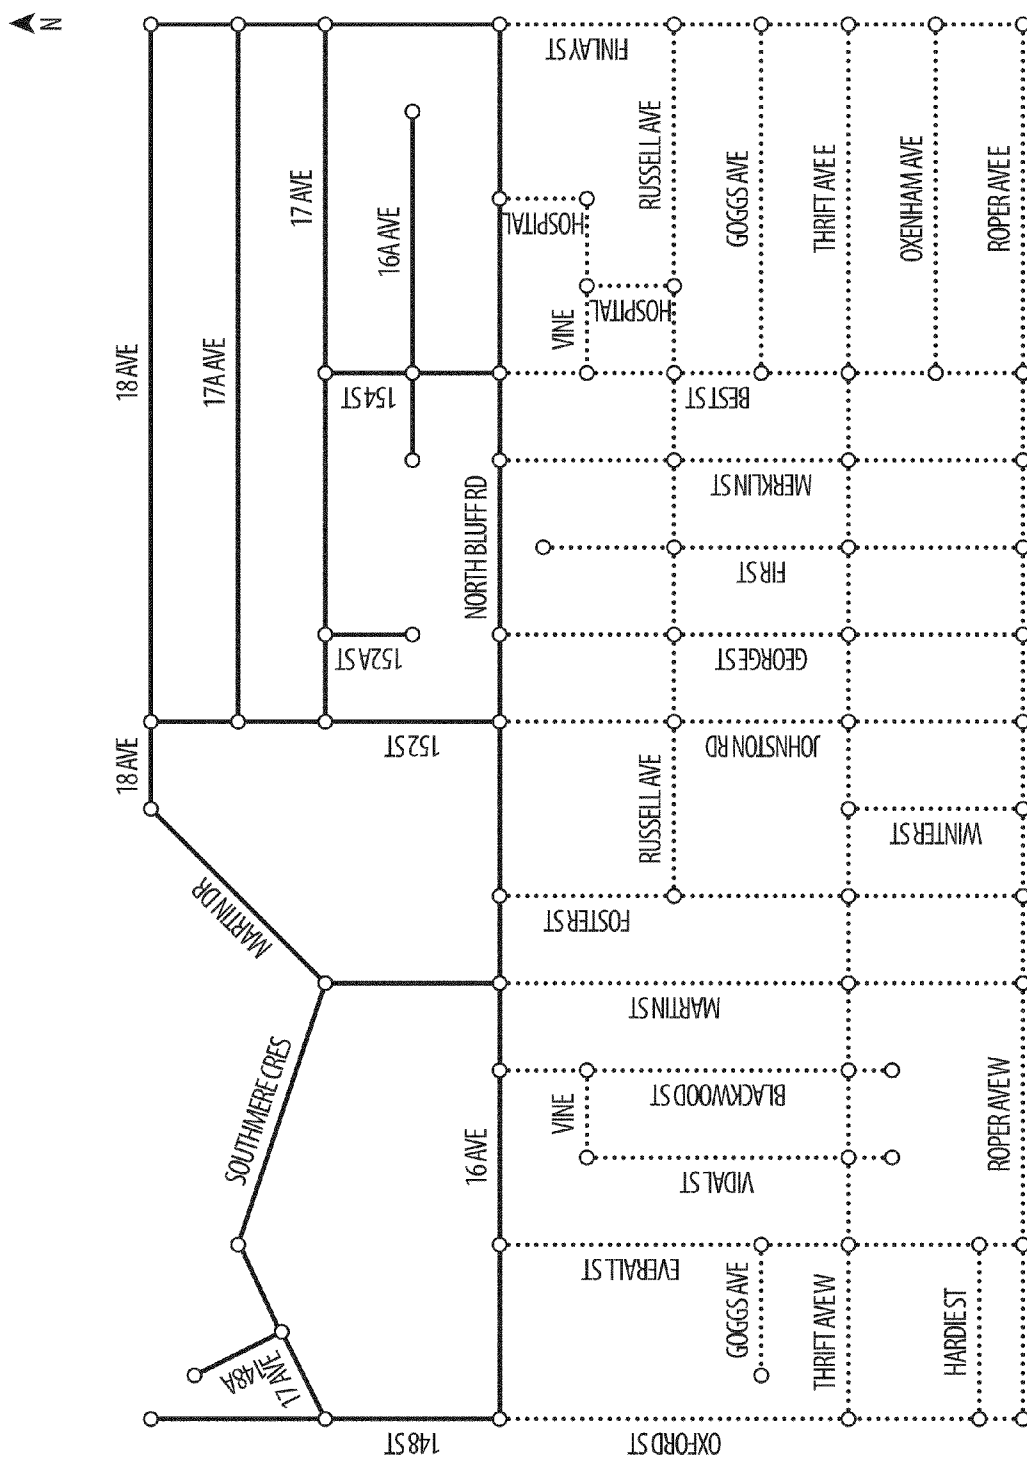 N
18 AVE
18 AVE
17A AVE
17 AVE
16A AVE
154 ST
152A ST
152 ST
MARTIN DR
SOUTHMERE CRES
148A
17 AVE
148 ST
NORTH BLUFF RD
16 AVE
FINLAY ST
HOSPITAL
HOSPITAL
VINE
RUSSELL AVE
GOGGS AVE
THRIFT AVE E
OXENHAM AVE
ROPER AVE E
BEST ST
MERKLIN ST
FIR ST
GEORGE ST
JOHNSTON RD
RUSSELL AVE
WINTER ST
FOSTER ST
MARTIN ST
BLACKWOOD ST
VINE
VIDAL ST
ROPER AVE W
EVERALL ST
GOGGS AVE
THRIFT AVE W
HARDIE ST
OXFORD ST